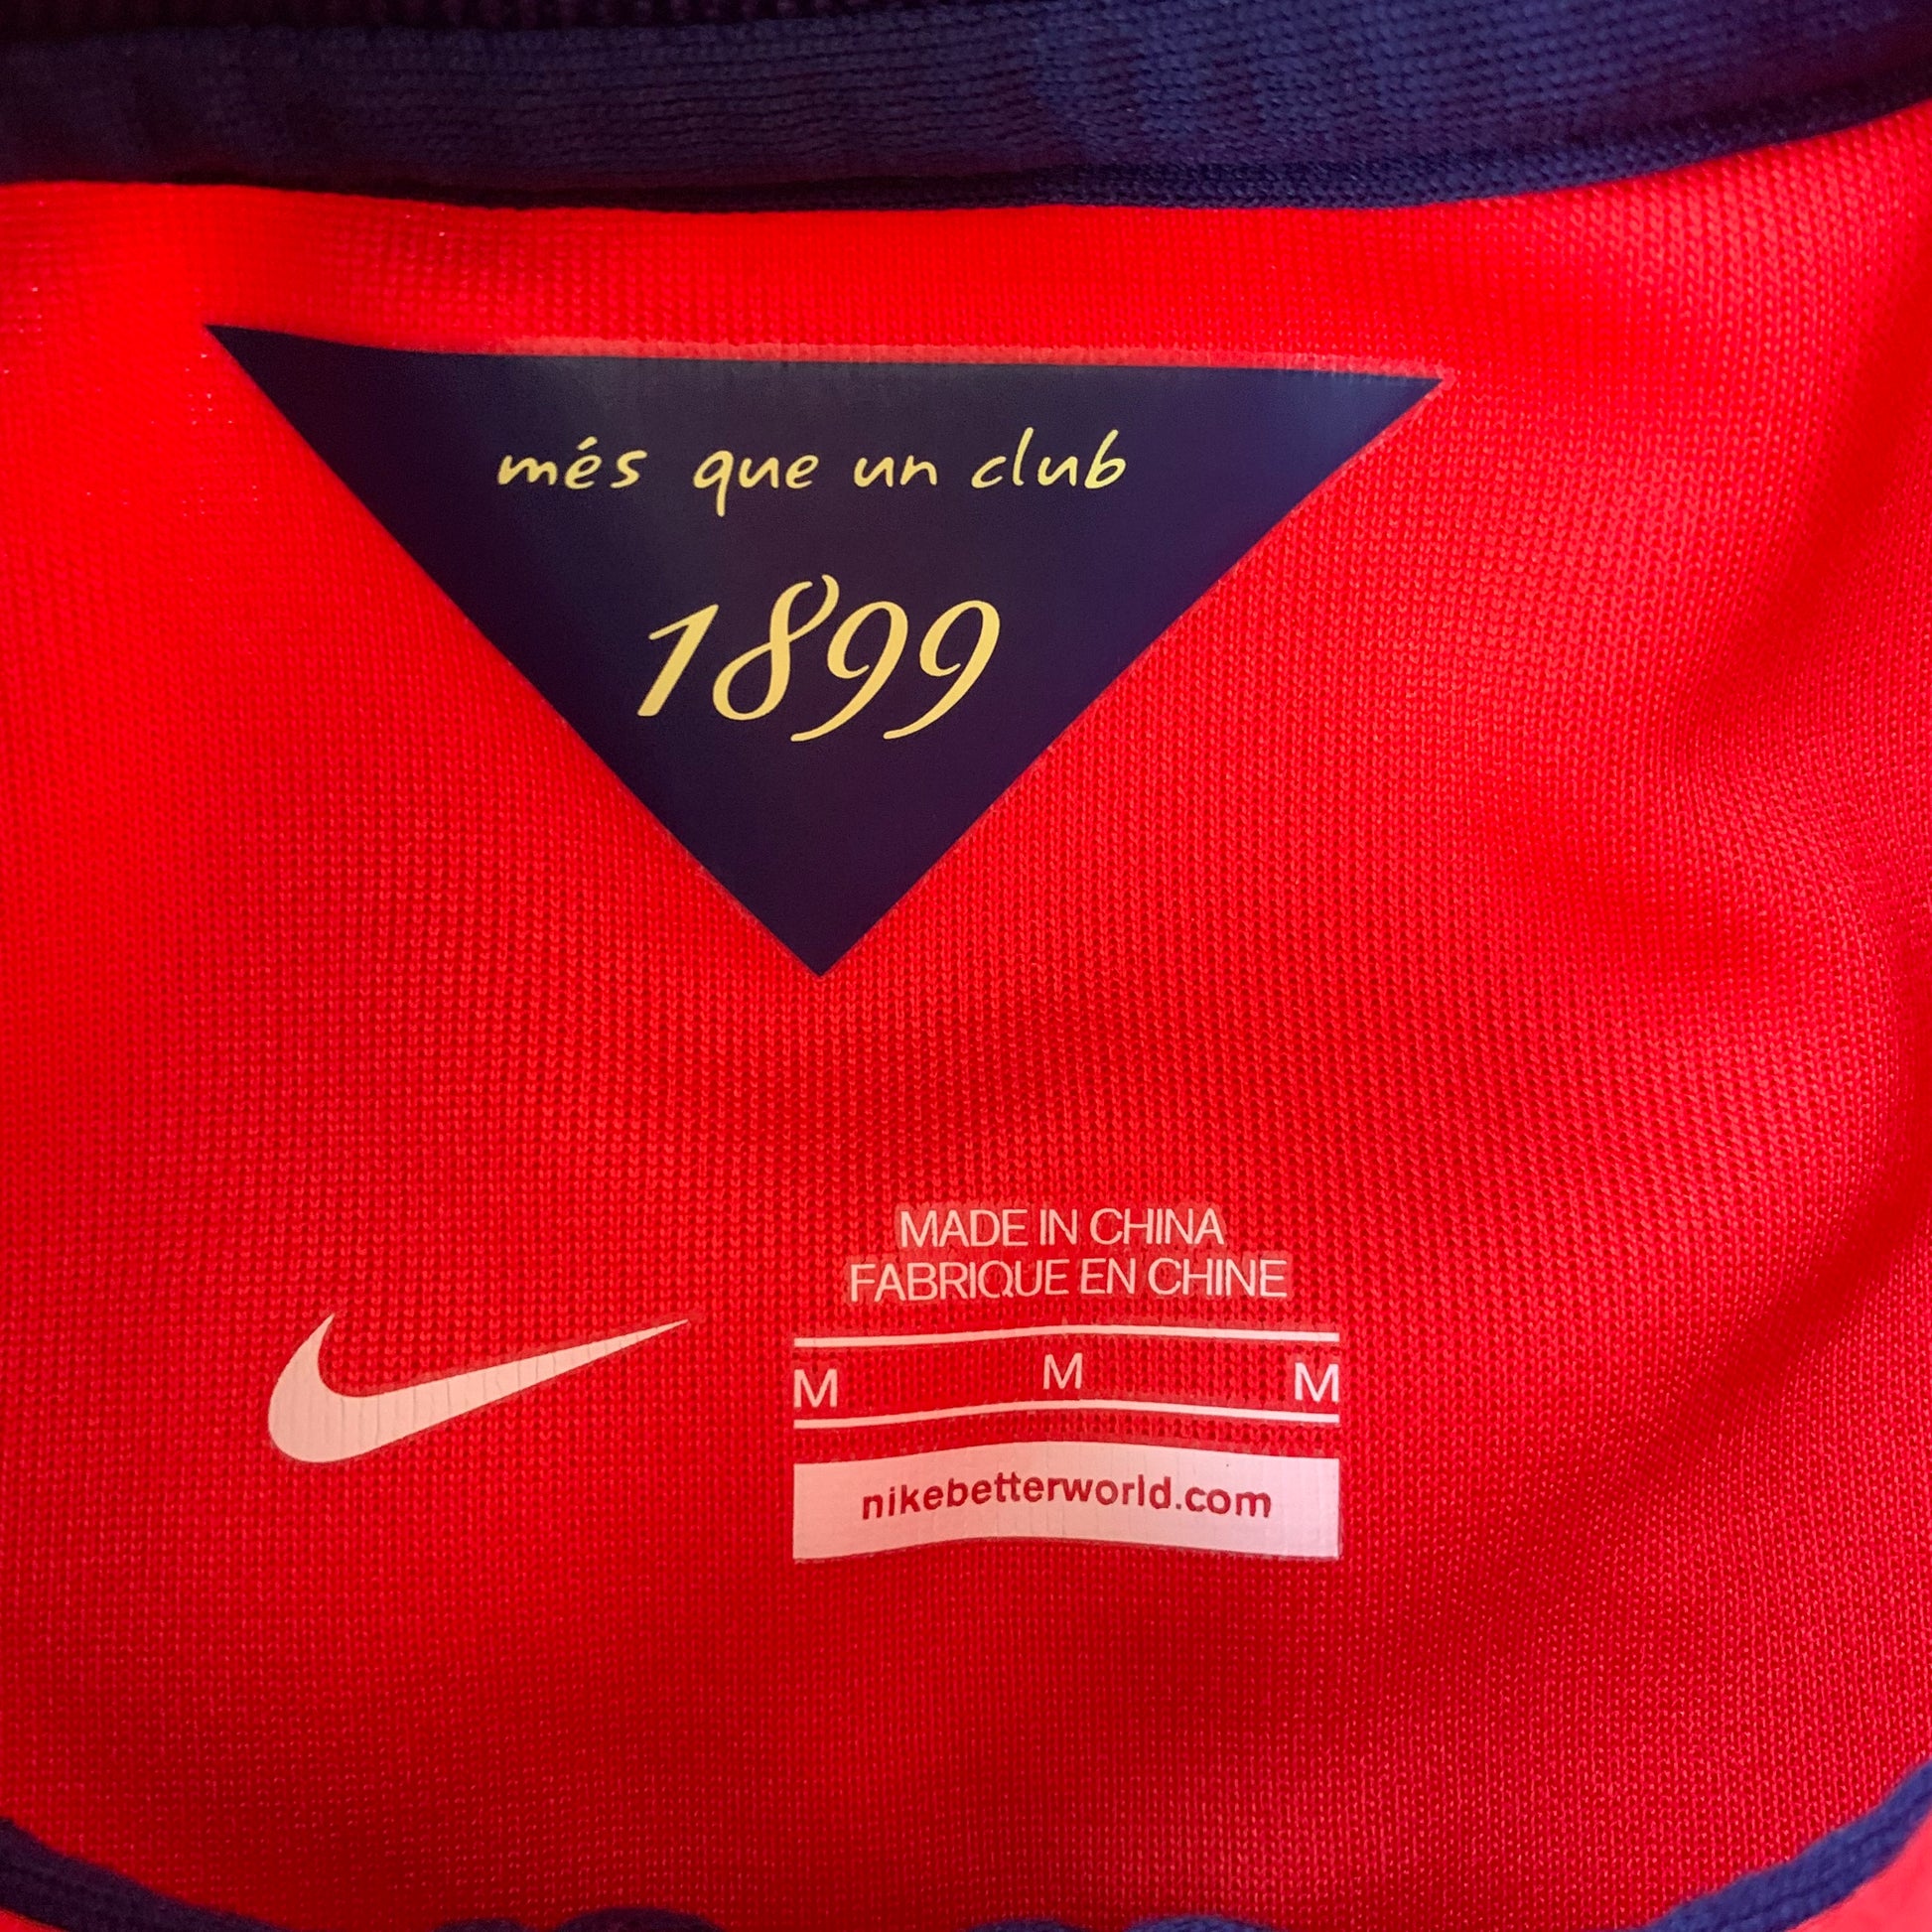 més que un club
1899
MADE IN CHINA
FABRIQUE EN CHINE
M M M
nikebetterworld.com